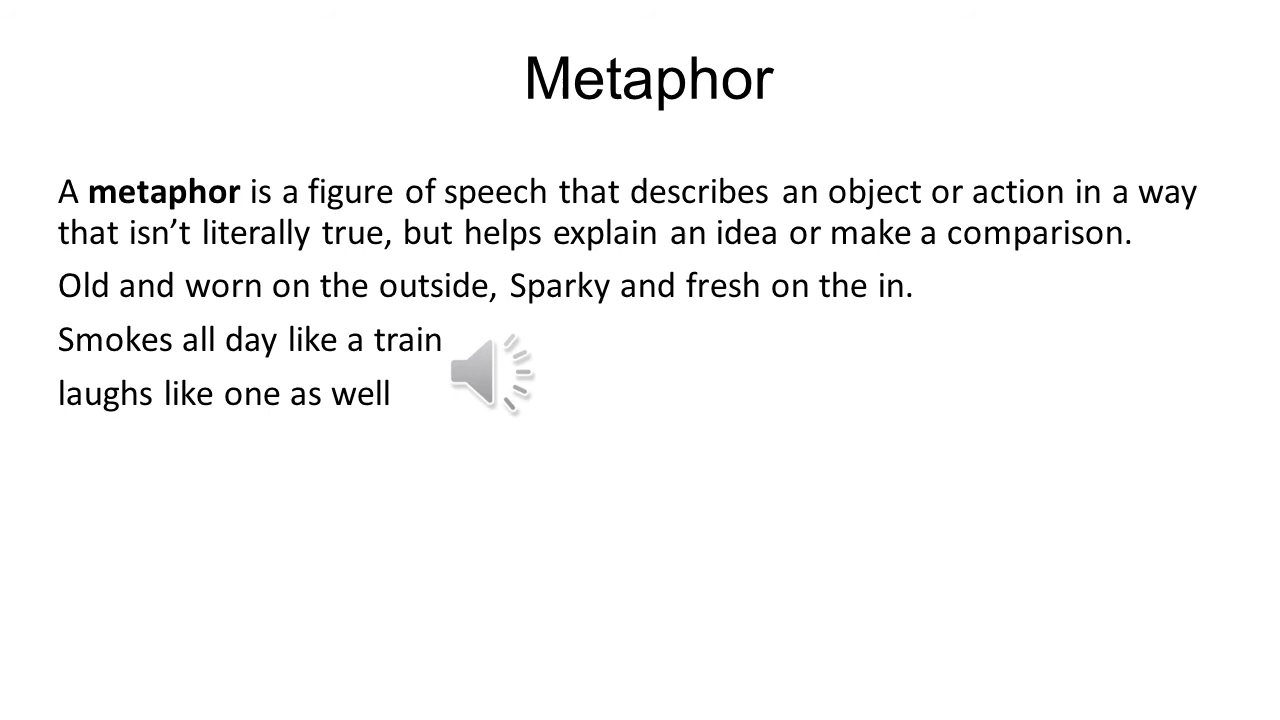 Metaphor
A metaphor is a figure of speech that describes an object or action in a way
that isn’t literally true, but helps explain an idea or make a comparison.
Old and worn on the outside, Sparky and fresh on the in.
Smokes all day like a train
laughs like one as well